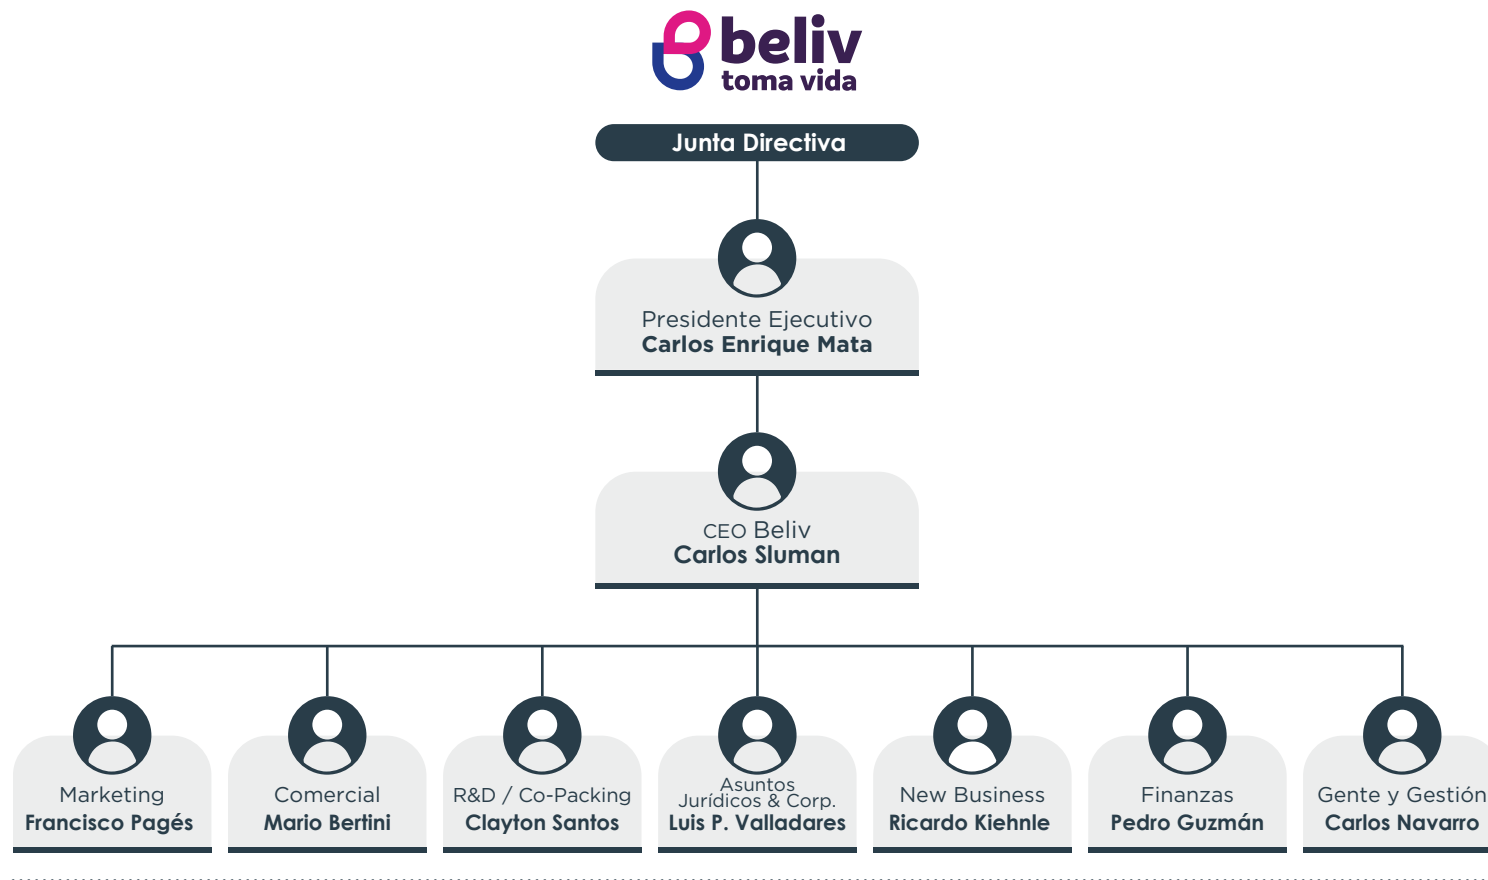 beliv
toma vida
Junta Directiva
Presidente Ejecutivo
Carlos Enrique Mata
CEO Beliv
Carlos Sluman
Marketing
Francisco Pagés
Comercial
Mario Bertini
R&D / Co-Packing
Clayton Santos
Asuntos
Jurídicos & Corp.
Luis P. Valladares
New Business
Ricardo Kiehnle
Finanzas
Pedro Guzmán
Gente y Gestión
Carlos Navarro